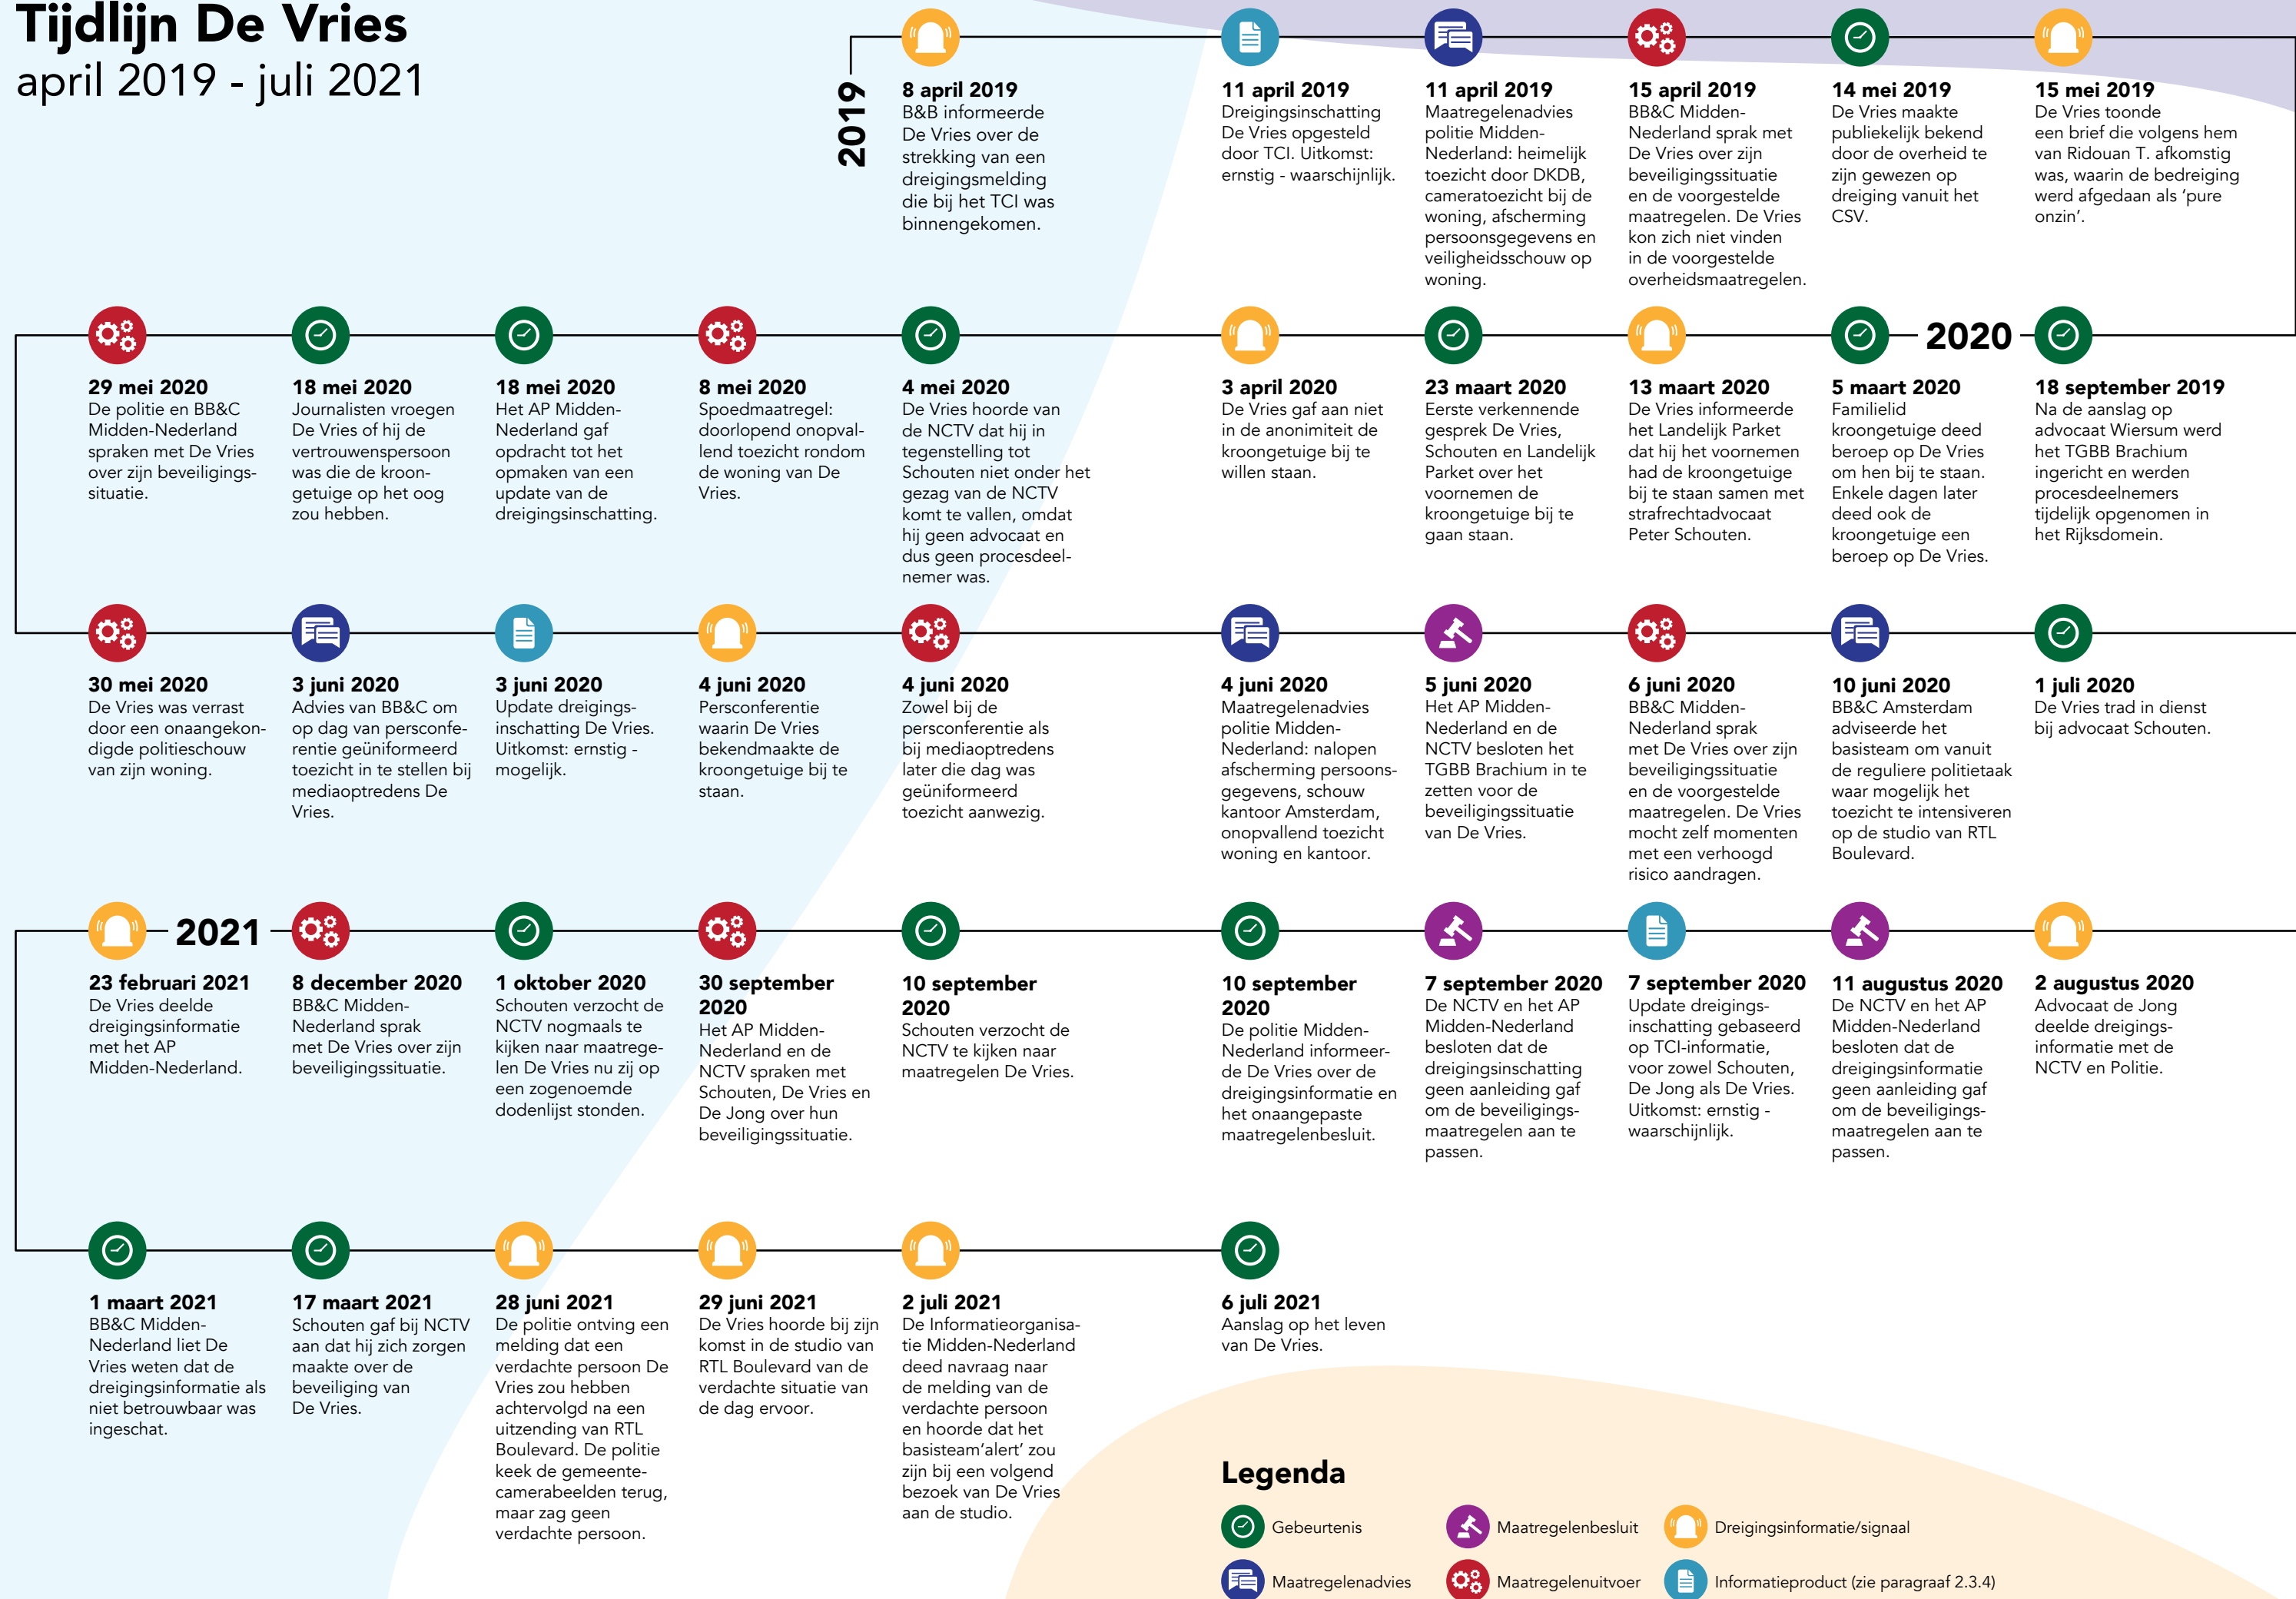 Tijdlijn De Vries
april 2019 - juli 2021
2019
8 april 2019
B&B informeerde
De Vries over de
strekking van een
dreigingsmelding
die bij het TCI was
binnengekomen.
11 april 2019
Dreigingsinschatting
De Vries opgesteld
door TCI. Uitkomst:
ernstig - waarschijnlijk.
11 april 2019
Maatregelenadvies
politie Midden-
Nederland: heimelijk
toezicht door DKDB,
cameratoezicht bij de
woning, afscherming
persoonsgegevens en
veiligheidsschouw op
woning.
15 april 2019
BB&C Midden-
Nederland sprak met
De Vries over zijn
beveiligingssituatie
en de voorgestelde
maatregelen. De Vries
kon zich niet vinden
in de voorgestelde
overheidsmaatregelen.
14 mei 2019
De Vries maakte
publiekelijk bekend
door de overheid te
zijn gewezen op
dreiging vanuit het
CSV.
15 mei 2019
De Vries toonde
een brief die volgens hem
van Ridouan T. afkomstig
was, waarin de bedreiging
werd afgedaan als ‘pure
onzin’.
2020
18 september 2019
Na de aanslag op
advocaat Wiersum werd
het TGBB Brachium
ingericht en werden
procesdeelnemers
tijdelijk opgenomen in
het Rijksdomein.
5 maart 2020
Familielid
kroongetuige deed
beroep op De Vries
om hen bij te staan.
Enkele dagen later
deed ook de
kroongetuige een
beroep op De Vries.
13 maart 2020
De Vries informeerde
het Landelijk Parket
dat hij het voornemen
had de kroongetuige
bij te staan samen met
strafrechtadvocaat
Peter Schouten.
23 maart 2020
Eerste verkennende
gesprek De Vries,
Schouten en Landelijk
Parket over het
voornemen de
kroongetuige bij te
gaan staan.
3 april 2020
De Vries gaf aan niet
in de anonimiteit de
kroongetuige bij te
willen staan.
4 mei 2020
De Vries hoorde van
de NCTV dat hij in
tegenstelling tot
Schouten niet onder het
gezag van de NCTV
komt te vallen, omdat
hij geen advocaat en
dus geen procesdeel-
nemer was.
8 mei 2020
Spoedmaatregel:
doorlopend onopval-
lend toezicht rondom
de woning van De
Vries.
18 mei 2020
Het AP Midden-
Nederland gaf
opdracht tot het
opmaken van een
update van de
dreigingsinschatting.
18 mei 2020
Journalisten vroegen
De Vries of hij de
vertrouwenspersoon
was die de kroon-
getuige op het oog
zou hebben.
29 mei 2020
De politie en BB&C
Midden-Nederland
spraken met De Vries
over zijn beveiligings-
situatie.
30 mei 2020
De Vries was verrast
door een onaangekon-
digde politieschouw
van zijn woning.
3 juni 2020
Advies van BB&C om
op dag van persconfe-
rentie geüniformeerd
toezicht in te stellen bij
mediaoptredens De
Vries.
3 juni 2020
Update dreigings-
inschatting De Vries.
Uitkomst: ernstig -
mogelijk.
4 juni 2020
Persconferentie
waarin De Vries
bekendmaakte de
kroongetuige bij te
staan.
4 juni 2020
Zowel bij de
persconferentie als
bij mediaoptredens
later die dag was
geüniformeerd
toezicht aanwezig.
4 juni 2020
Maatregelenadvies
politie Midden-
Nederland: nalopen
afscherming persoons-
gegevens, schouw
kantoor Amsterdam,
onopvallend toezicht
woning en kantoor.
5 juni 2020
Het AP Midden-
Nederland en de
NCTV besloten het
TGBB Brachium in te
zetten voor de
beveiligingssituatie
van De Vries.
6 juni 2020
BB&C Midden-
Nederland sprak
met De Vries over zijn
beveiligingssituatie
en de voorgestelde
maatregelen. De Vries
mocht zelf momenten
met een verhoogd
risico aandragen.
10 juni 2020
BB&C Amsterdam
adviseerde het
basisteam om vanuit
de reguliere politietaak
waar mogelijk het
toezicht te intensiveren
op de studio van RTL
Boulevard.
1 juli 2020
De Vries trad in dienst
bij advocaat Schouten.
2 augustus 2020
Advocaat de Jong
deelde dreigings-
informatie met de
NCTV en Politie.
11 augustus 2020
De NCTV en het AP
Midden-Nederland
besloten dat de
dreigingsinformatie
geen aanleiding gaf
om de beveiligings-
maatregelen aan te
passen.
7 september 2020
Update dreigings-
inschatting gebaseerd
op TCI-informatie,
voor zowel Schouten,
De Jong als De Vries.
Uitkomst: ernstig -
waarschijnlijk.
7 september 2020
De NCTV en het AP
Midden-Nederland
besloten dat de
dreigingsinschatting
geen aanleiding gaf
om de beveiligings-
maatregelen aan te
passen.
10 september
2020
De politie Midden-
Nederland informeer-
de De Vries over de
dreigingsinformatie en
het onaangepaste
maatregelenbesluit.
10 september
2020
Schouten verzocht de
NCTV te kijken naar
maatregelen De Vries.
30 september
2020
Het AP Midden-
Nederland en de
NCTV spraken met
Schouten, De Vries en
De Jong over hun
beveiligingssituatie.
1 oktober 2020
Schouten verzocht de
NCTV nogmaals te
kijken naar maatrege-
len De Vries nu zij op
een zogenoemde
dodenlijst stonden.
8 december 2020
BB&C Midden-
Nederland sprak
met De Vries over zijn
beveiligingssituatie.
2021
23 februari 2021
De Vries deelde
dreigingsinformatie
met het AP
Midden-Nederland.
1 maart 2021
BB&C Midden-
Nederland liet De
Vries weten dat de
dreigingsinformatie als
niet betrouwbaar was
ingeschat.
17 maart 2021
Schouten gaf bij NCTV
aan dat hij zich zorgen
maakte over de
beveiliging van
De Vries.
28 juni 2021
De politie ontving een
melding dat een
verdachte persoon De
Vries zou hebben
achtervolgd na een
uitzending van RTL
Boulevard. De politie
keek de gemeente-
camerabeelden terug,
maar zag geen
verdachte persoon.
29 juni 2021
De Vries hoorde bij zijn
komst in de studio van
RTL Boulevard van de
verdachte situatie van
de dag ervoor.
2 juli 2021
De Informatieorganisa-
tie Midden-Nederland
deed navraag naar
de melding van de
verdachte persoon
en hoorde dat het
basisteam‘alert’ zou
zijn bij een volgend
bezoek van De Vries
aan de studio.
6 juli 2021
Aanslag op het leven
van De Vries.
Legenda
Gebeurtenis
Maatregelenbesluit
Dreigingsinformatie/signaal
Maatregelenadvies
Maatregelenuitvoer
Informatieproduct (zie paragraaf 2.3.4)